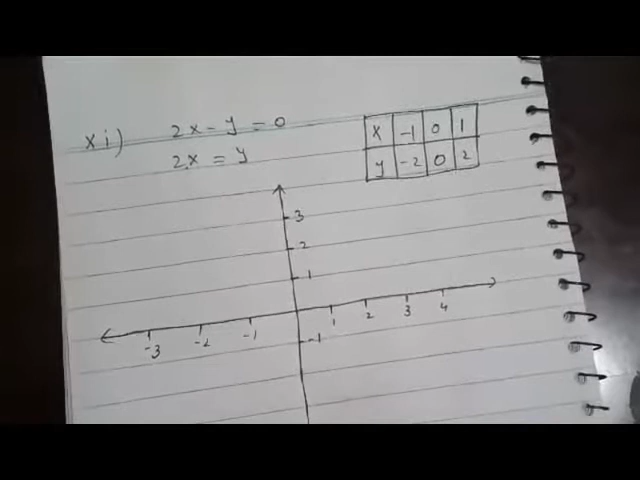 xi) 2x - y = 0
2x = y
x -1 0 1
y -2 0 2
3
2
1
-3 -2 -1 1 2 3 4
-1